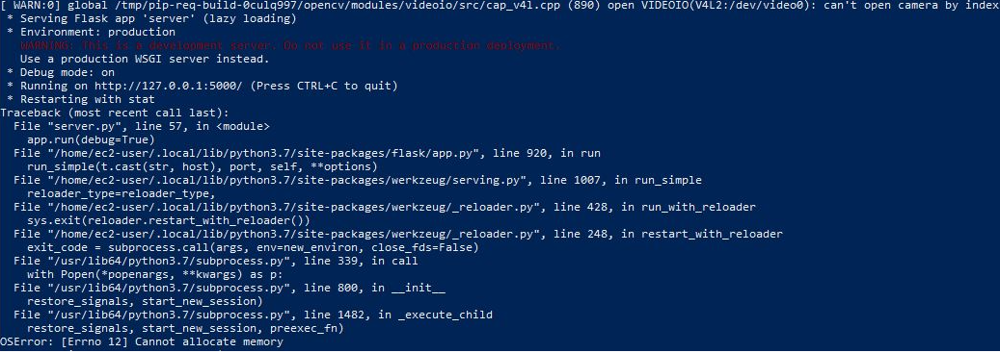 [ WARN:0] global /tmp/pip-req-build-0culq997/opencv/modules/videoio/src/cap_v4l.cpp (890) open VIDEOIO(V4L2:/dev/video0): can't open camera by index
* Serving Flask app 'server' (lazy loading)
* Environment: production
WARNING: This is a development server. Do not use it in a production deployment.
Use a production WSGI server instead.
* Debug mode: on
* Running on http://127.0.0.1:5000/ (Press CTRL+C to quit)
* Restarting with stat
Traceback (most recent call last):
File "server.py", line 57, in <module>
app.run(debug=True)
File "/home/ec2-user/.local/lib/python3.7/site-packages/flask/app.py", line 920, in run
run_simple(t.cast(str, host), port, self, **options)
File "/home/ec2-user/.local/lib/python3.7/site-packages/werkzeug/serving.py", line 1007, in run_simple
reloader_type=reloader_type,
File "/home/ec2-user/.local/lib/python3.7/site-packages/werkzeug/_reloader.py", line 428, in run_with_reloader
sys.exit(reloader.restart_with_reloader())
File "/home/ec2-user/.local/lib/python3.7/site-packages/werkzeug/_reloader.py", line 248, in restart_with_reloader
exit_code = subprocess.call(args, env=new_environ, close_fds=False)
File "/usr/lib64/python3.7/subprocess.py", line 339, in call
with Popen(*popenargs, **kwargs) as p:
File "/usr/lib64/python3.7/subprocess.py", line 800, in __init__
restore_signals, start_new_session)
File "/usr/lib64/python3.7/subprocess.py", line 1482, in _execute_child
restore_signals, start_new_session, preexec_fn)
OSError: [Errno 12] Cannot allocate memory